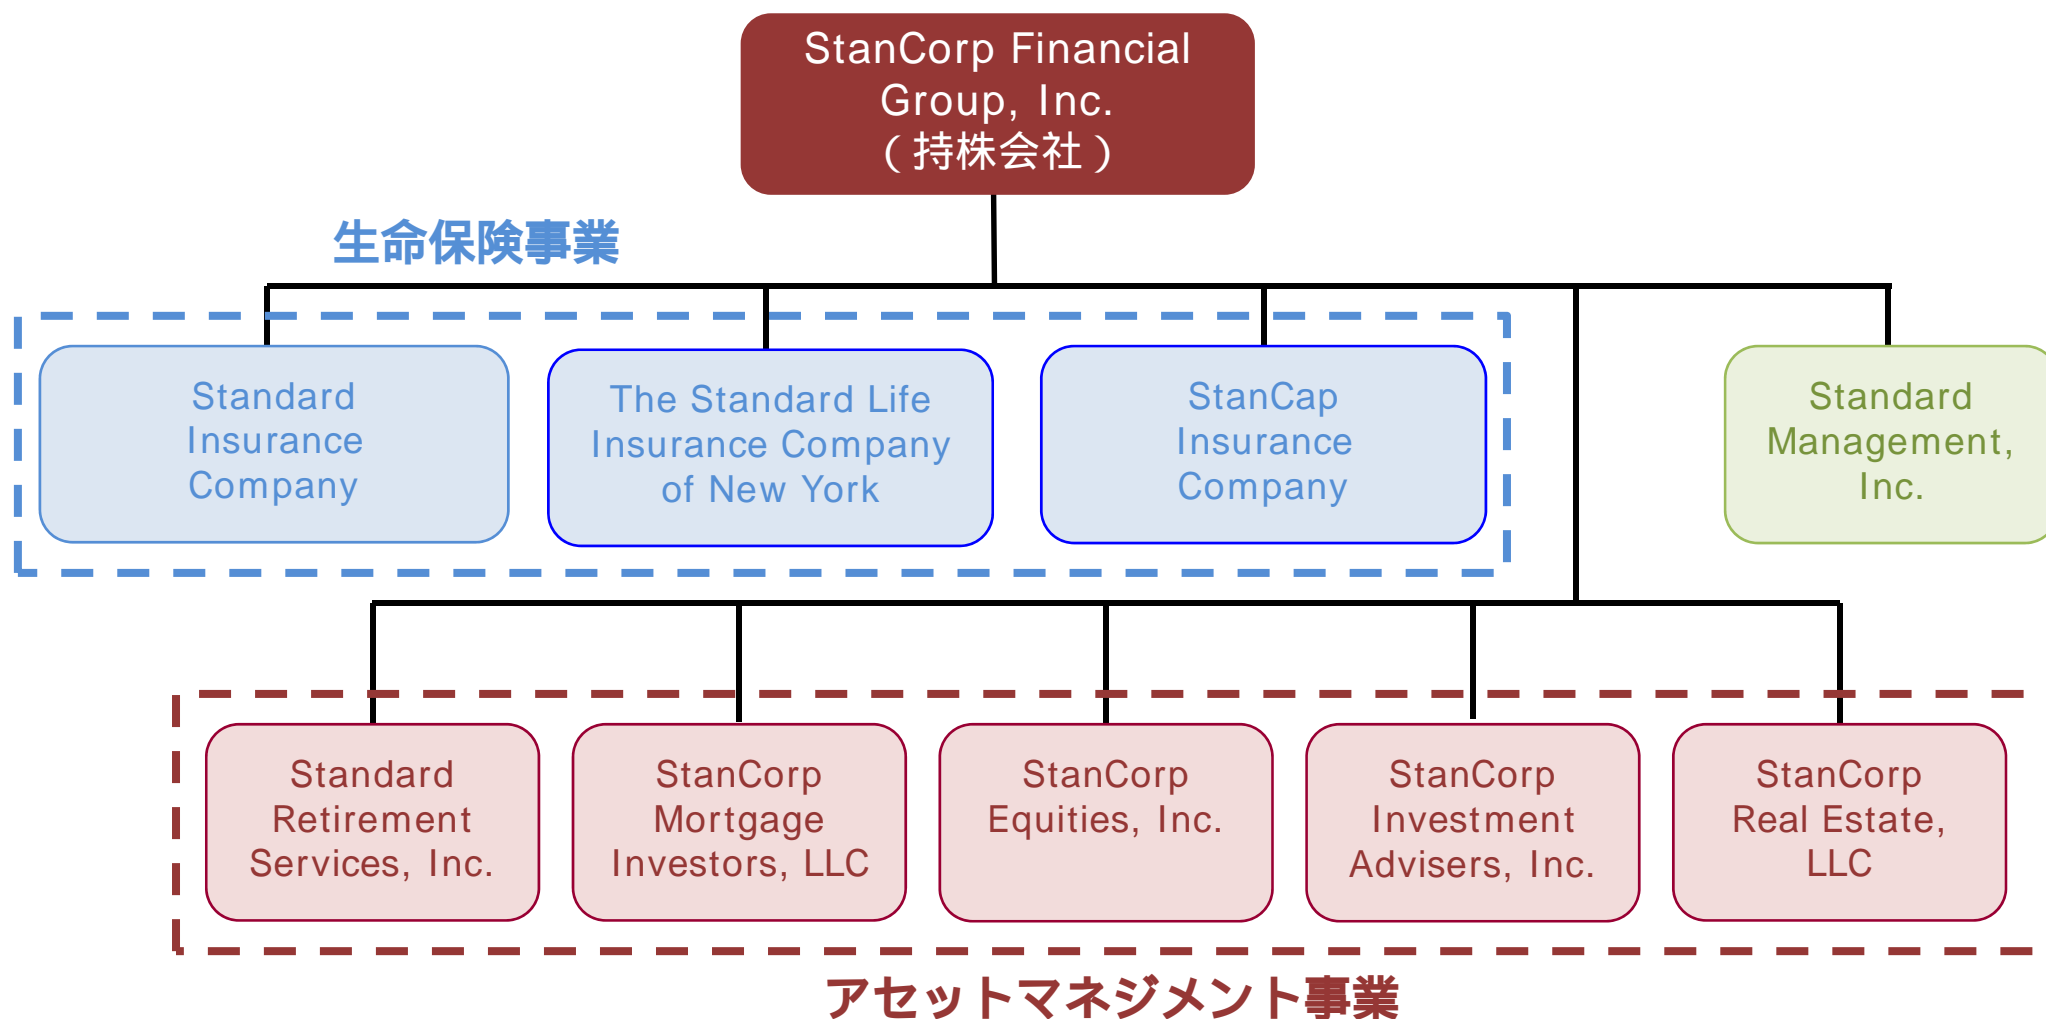 StanCorp Financial
Group, Inc.
（持株会社）
生命保険事業
Standard
Insurance
Company
The Standard Life
Insurance Company
of New York
StanCap
Insurance
Company
Standard
Management,
Inc.
Standard
Retirement
Services, Inc.
StanCorp
Mortgage
Investors, LLC
StanCorp
Equities, Inc.
StanCorp
Investment
Advisers, Inc.
StanCorp
Real Estate,
LLC
アセットマネジメント事業